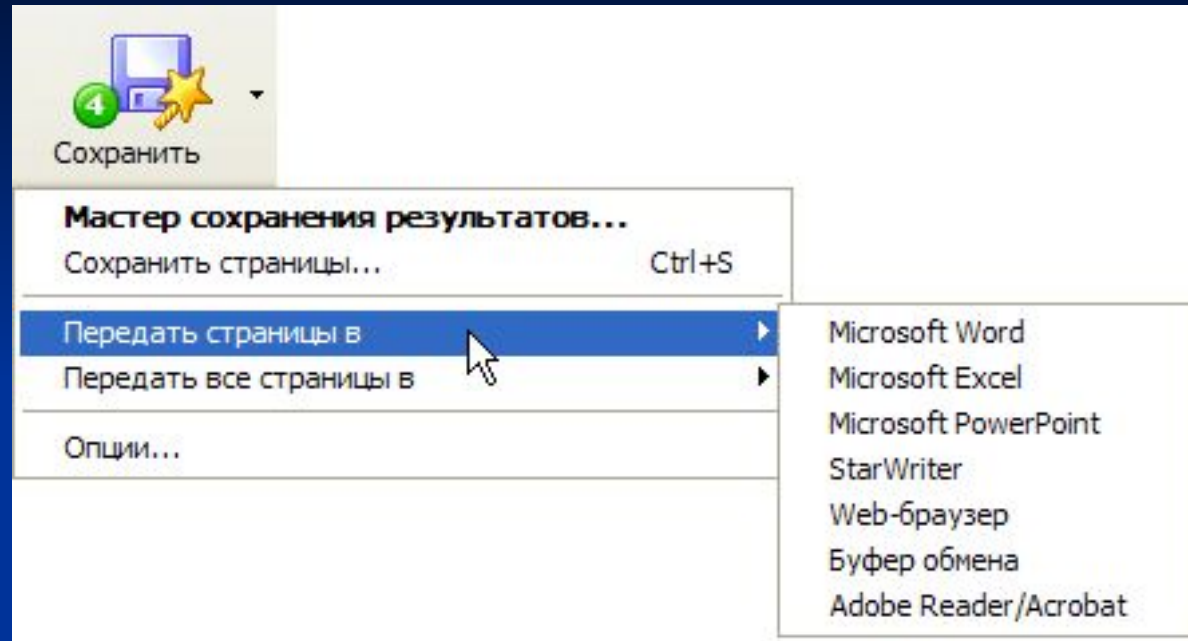 4
Сохранить
Мастер сохранения результатов...
Сохранить страницы... Ctrl+S
Передать страницы в
Передать все страницы в
Опции...
Microsoft Word
Microsoft Excel
Microsoft PowerPoint
StarWriter
Web-браузер
Буфер обмена
Adobe Reader/Acrobat